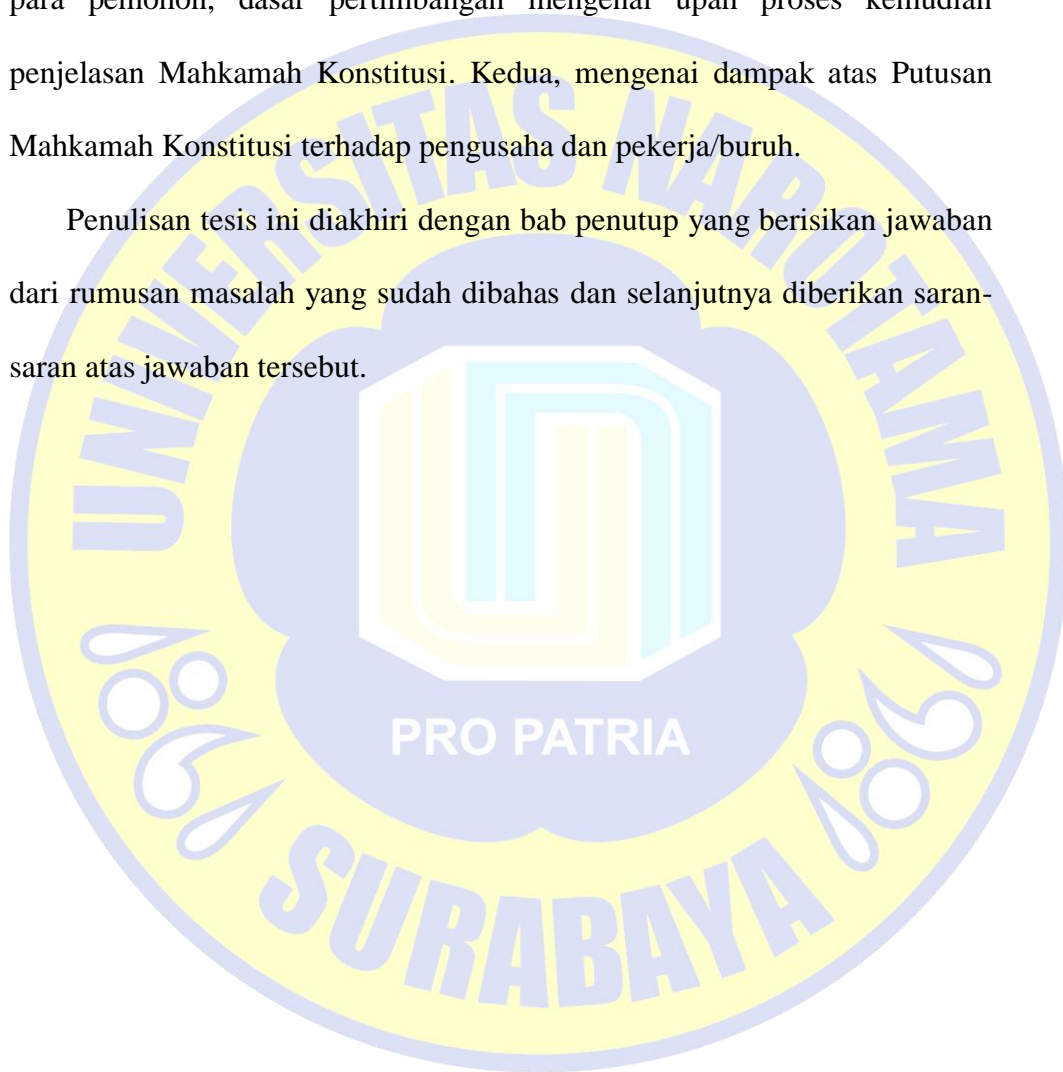 para pemohon, dasar pertimbangan mengenai upah proses kemudian
penjelasan Mahkamah Konstitusi. Kedua, mengenai dampak atas Putusan
Mahkamah Konstitusi terhadap pengusaha dan pekerja/buruh.
Penulisan tesis ini diakhiri dengan bab penutup yang berisikan jawaban
dari rumusan masalah yang sudah dibahas dan selanjutnya diberikan saran-
saran atas jawaban tersebut.
UNIVERSITAS NAROTAMA
PRO PATRIA
1981
SURABAYA